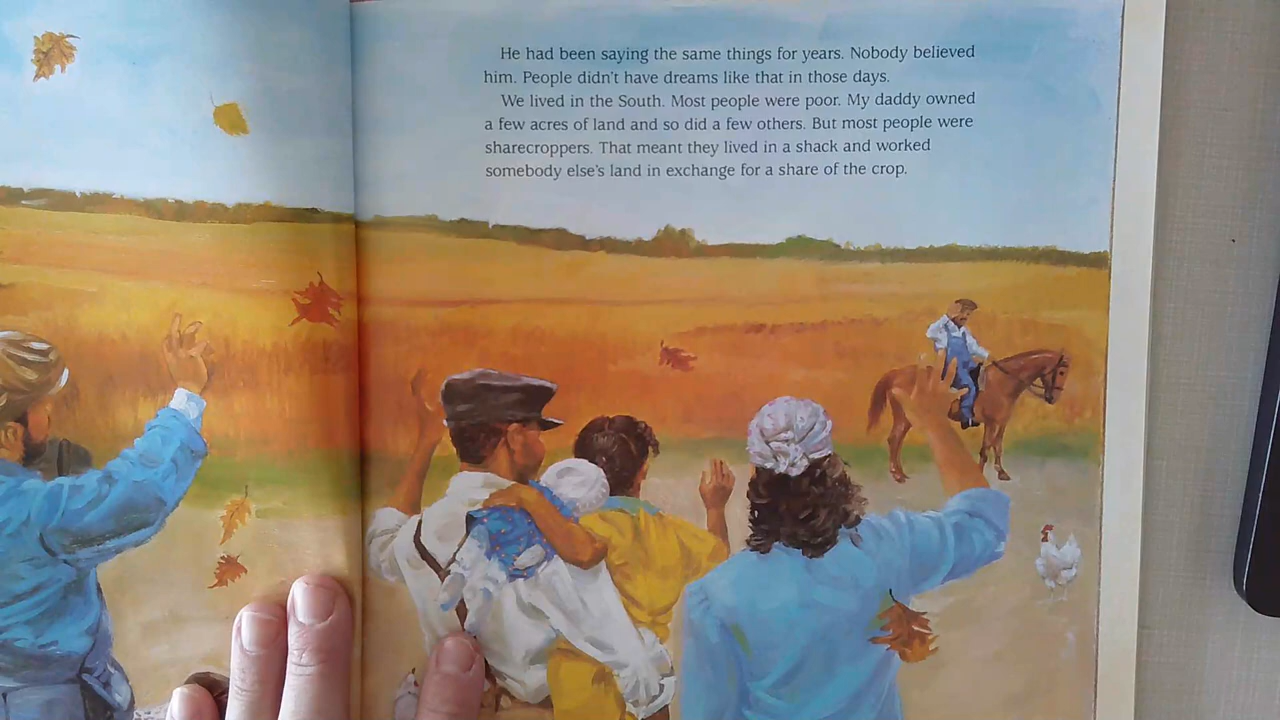 He had been saying the same things for years. Nobody believed
him. People didn't have dreams like that in those days.
We lived in the South. Most people were poor. My daddy owned
a few acres of land and so did a few others. But most people were
sharecroppers. That meant they lived in a shack and worked
somebody else's land in exchange for a share of the crop.